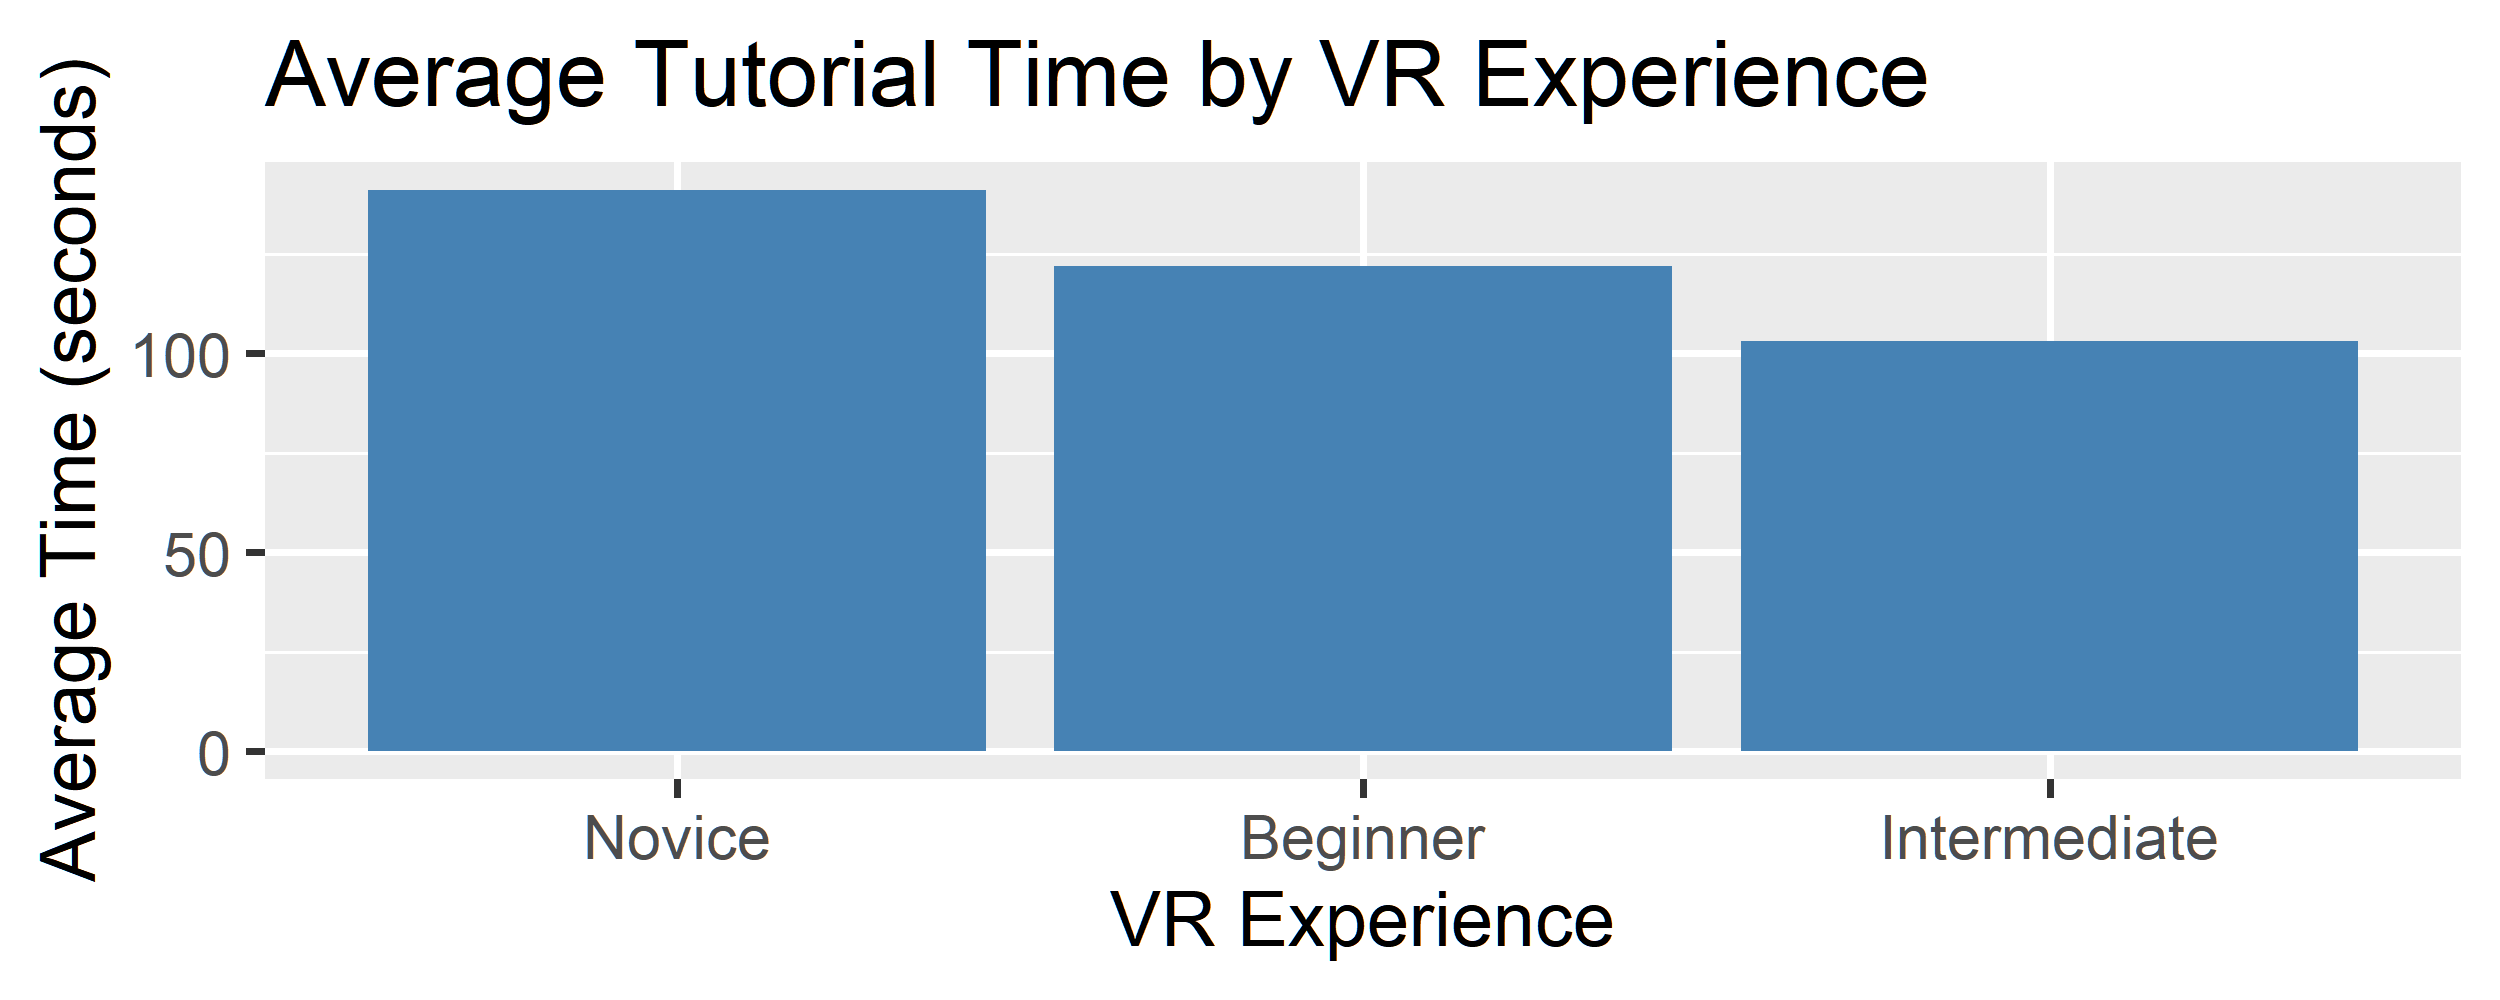 Average Tutorial Time by VR Experience
Average Time (seconds)
100
50
0
Novice
Beginner
Intermediate
VR Experience